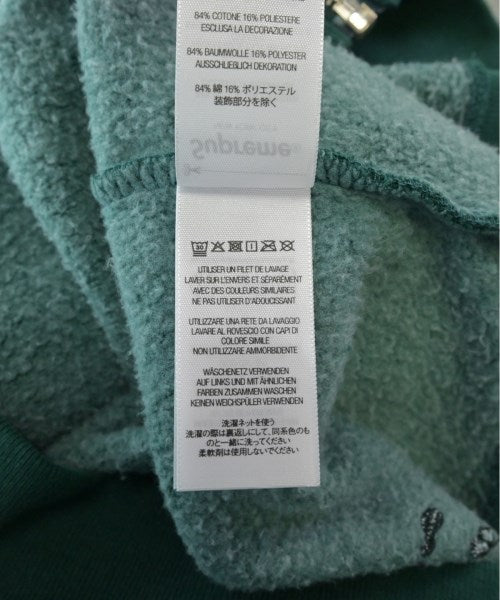 84% COTONE 16% POLIESTERE
ESCLUSA LA DECORAZIONE
84% BAUMWOLLE 16% POLYESTER
AUSSCHLIEßLICH DEKORATION
84% 綿 16% ポリエステル
装飾部分を除く
Supreme®
30
UTILISER UN FILET DE LAVAGE
LAVER SUR L'ENVERS ET SÉPARÉMENT
AVEC DES COULEURS SIMILAIRES
NE PAS UTILISER D'ADOUCISSANT
UTILIZZARE UNA RETE DA LAVAGGIO
LAVARE AL ROVESCIO CON CAPI DI
COLORE SIMILE
NON UTILIZZARE AMMORBIDENTE
WÄSCHENETZ VERWENDEN
AUF LINKS UND MIT ÄHNLICHEN
FARBEN ZUSAMMEN WASCHEN
KEINEN WEICHSPÜLER VERWENDEN
洗濯ネットを使う
洗濯の際は裏返しにして、同系色のも
のと一緒に洗ってください
柔軟剤は使用しないでください。